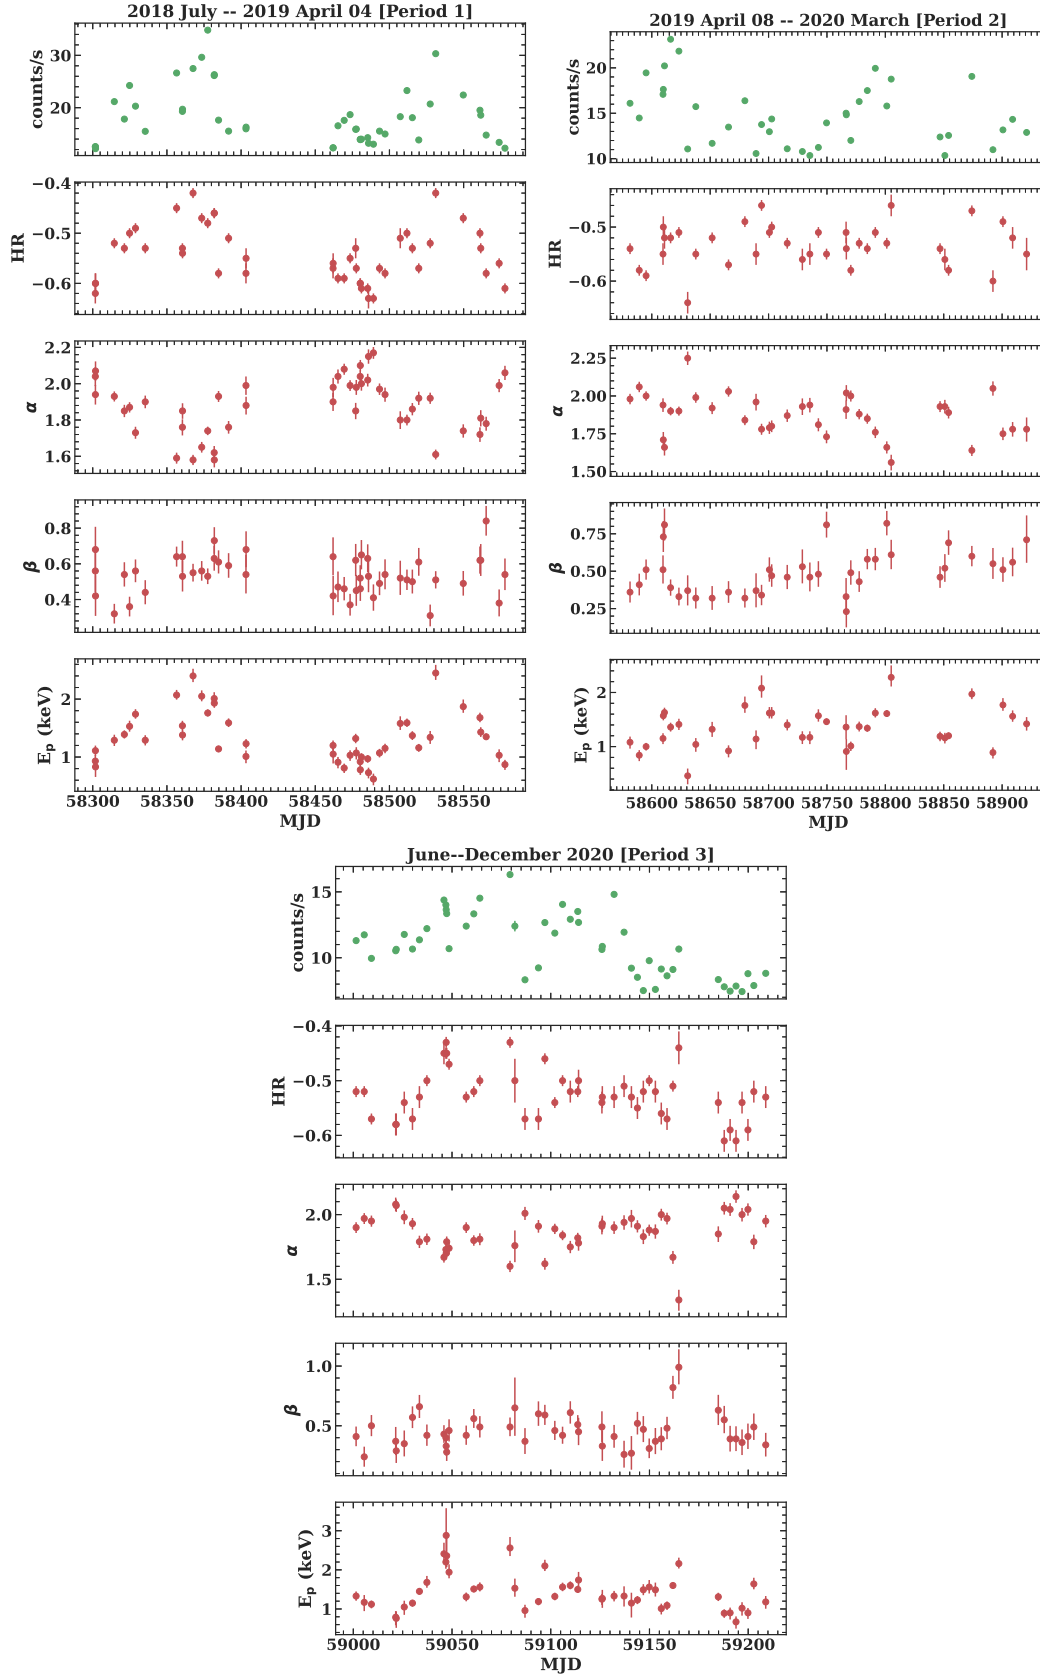 2018 July -- 2019 April 04 [Period 1]
counts/s
30
20
HR
−0.4
−0.5
−0.6
α
2.2
2.0
1.8
1.6
β
0.8
0.6
0.4
E_p (keV)
2
1
58300 58350 58400 58450 58500 58550
MJD
2019 April 08 -- 2020 March [Period 2]
counts/s
20
15
10
HR
−0.5
−0.6
α
2.25
2.00
1.75
1.50
β
0.75
0.50
0.25
E_p (keV)
2
1
58600 58650 58700 58750 58800 58850 58900
MJD
June--December 2020 [Period 3]
counts/s
15
10
HR
−0.4
−0.5
−0.6
α
2.0
1.5
β
1.0
0.5
E_p (keV)
3
2
1
59000 59050 59100 59150 59200
MJD